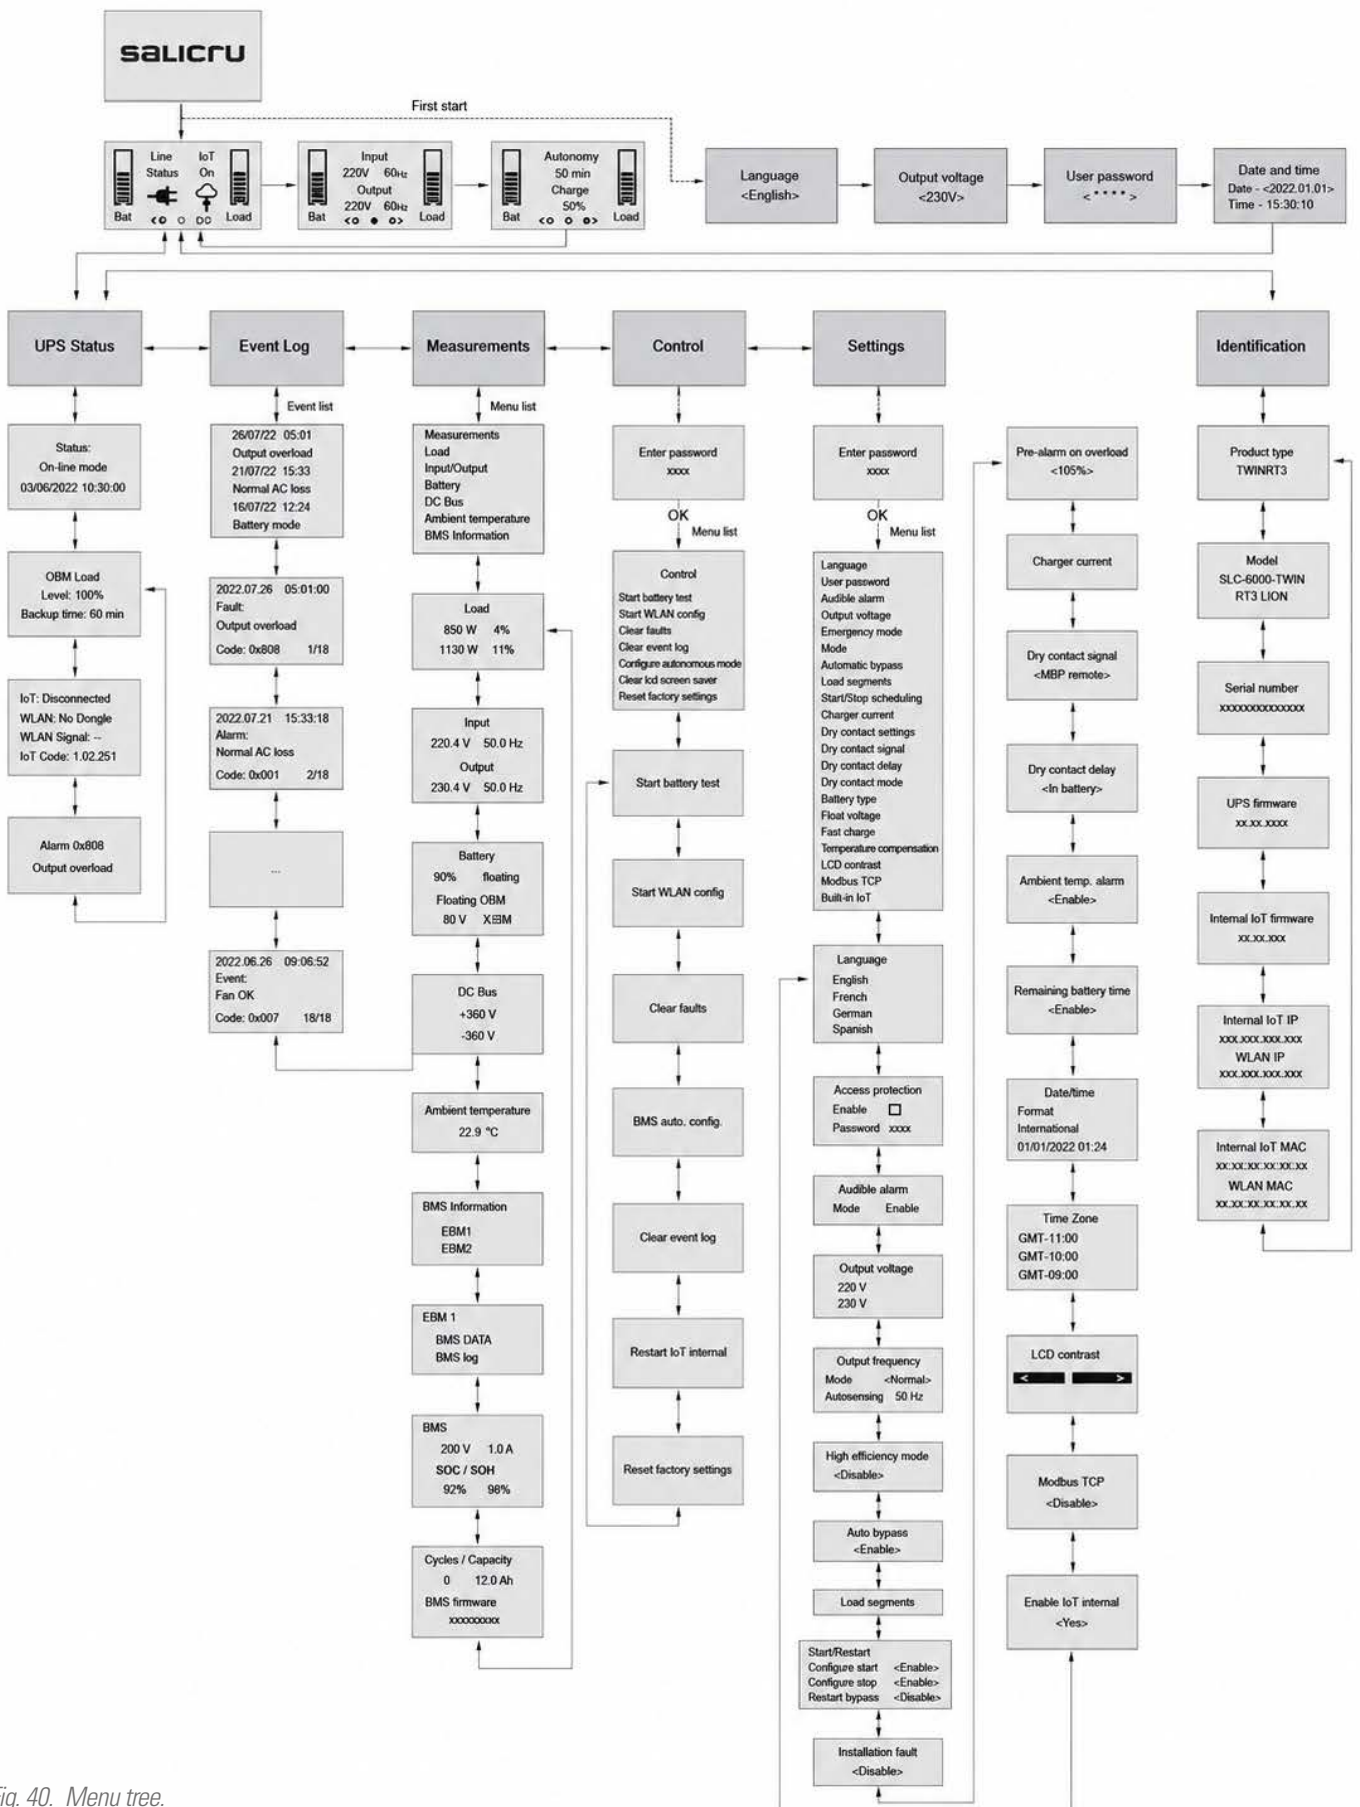 salicru
First start
Line IoT
Status On
Bat Load
Input
220V 60Hz
Output
220V 60Hz
Bat Load
Autonomy
50 min
Charge
50%
Bat Load
Language
<English>
Output voltage
<230V>
User password
<****>
Date and time
Date - <2022.01.01>
Time - 15:30:10
UPS Status
Event Log
Measurements
Control
Settings
Identification
Status:
On-line mode
03/06/2022 10:30:00
OBM Load
Level: 100%
Backup time: 60 min
IoT: Disconnected
WLAN: No Dongle
WLAN Signal: --
IoT Code: 1.02.251
Alarm 0x808
Output overload
Event list
26/07/22 05:01
Output overload
21/07/22 15:33
Normal AC loss
16/07/22 12:24
Battery mode
2022.07.26 05:01:00
Fault:
Output overload
Code: 0x808 1/18
2022.07.21 15:33:18
Alarm:
Normal AC loss
Code: 0x001 2/18
...
2022.06.26 09:06:52
Event:
Fan OK
Code: 0x007 18/18
Menu list
Measurements
Load
Input/Output
Battery
DC Bus
Ambient temperature
BMS Information
Load
850 W 4%
1130 W 11%
Input
220.4 V 50.0 Hz
Output
230.4 V 50.0 Hz
Battery
90% floating
Floating OBM
80 V X⊞M
DC Bus
+360 V
-360 V
Ambient temperature
22.9 °C
BMS Information
EBM1
EBM2
EBM 1
BMS DATA
BMS log
BMS
200 V 1.0 A
SOC / SOH
92% 98%
Cycles / Capacity
0 12.0 Ah
BMS firmware
xxxxxxxxx
Enter password
xxxx
OK
Menu list
Control
Start battery test
Start WLAN config
Clear faults
Clear event log
Configure autonomous mode
Clear lcd screen saver
Reset factory settings
Start battery test
Start WLAN config
Clear faults
BMS auto. config.
Clear event log
Restart IoT internal
Reset factory settings
Enter password
xxxx
OK
Menu list
Language
User password
Audible alarm
Output voltage
Emergency mode
Mode
Automatic bypass
Load segments
Start/Stop scheduling
Charger current
Dry contact settings
Dry contact signal
Dry contact delay
Dry contact mode
Battery type
Float voltage
Fast charge
Temperature compensation
LCD contrast
Modbus TCP
Built-in IoT
Language
English
French
German
Spanish
Access protection
Enable
Password xxxx
Audible alarm
Mode Enable
Output voltage
220 V
230 V
Output frequency
Mode <Normal>
Autosensing 50 Hz
High efficiency mode
<Disable>
Auto bypass
<Enable>
Load segments
Start/Restart
Configure start <Enable>
Configure stop <Enable>
Restart bypass <Disable>
Installation fault
<Disable>
Pre-alarm on overload
<105%>
Charger current
Dry contact signal
<MBP remote>
Dry contact delay
<In battery>
Ambient temp. alarm
<Enable>
Remaining battery time
<Enable>
Date/time
Format
International
01/01/2022 01:24
Time Zone
GMT-11:00
GMT-10:00
GMT-09:00
LCD contrast
< >
Modbus TCP
<Disable>
Enable IoT internal
<Yes>
Product type
TWINRT3
Model
SLC-6000-TWIN
RT3 LION
Serial number
xxxxxxxxxxxxxx
UPS firmware
xx.xx.xxxx
Internal IoT firmware
xx.xx.xxx
Internal IoT IP
xxx.xxx.xxx.xxx
WLAN IP
xxx.xxx.xxx.xxx
Internal IoT MAC
xx:xx:xx:xx:xx:xx
WLAN MAC
xx.xx:xx.xx.xx.xx
ig. 40. Menu tree.